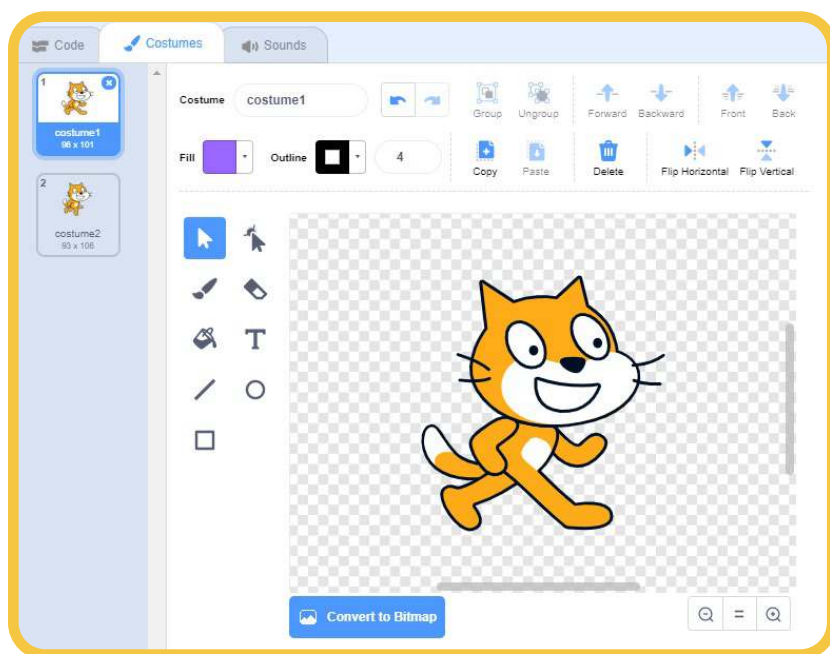 Code
Costumes
Sounds
1
costume1
96 x 101
2
costume2
93 x 106
Costume
costume1
Group
Ungroup
Forward
Backward
Front
Back
Fill
Outline
4
Copy
Paste
Delete
Flip Horizontal
Flip Vertical
T
Convert to Bitmap
=